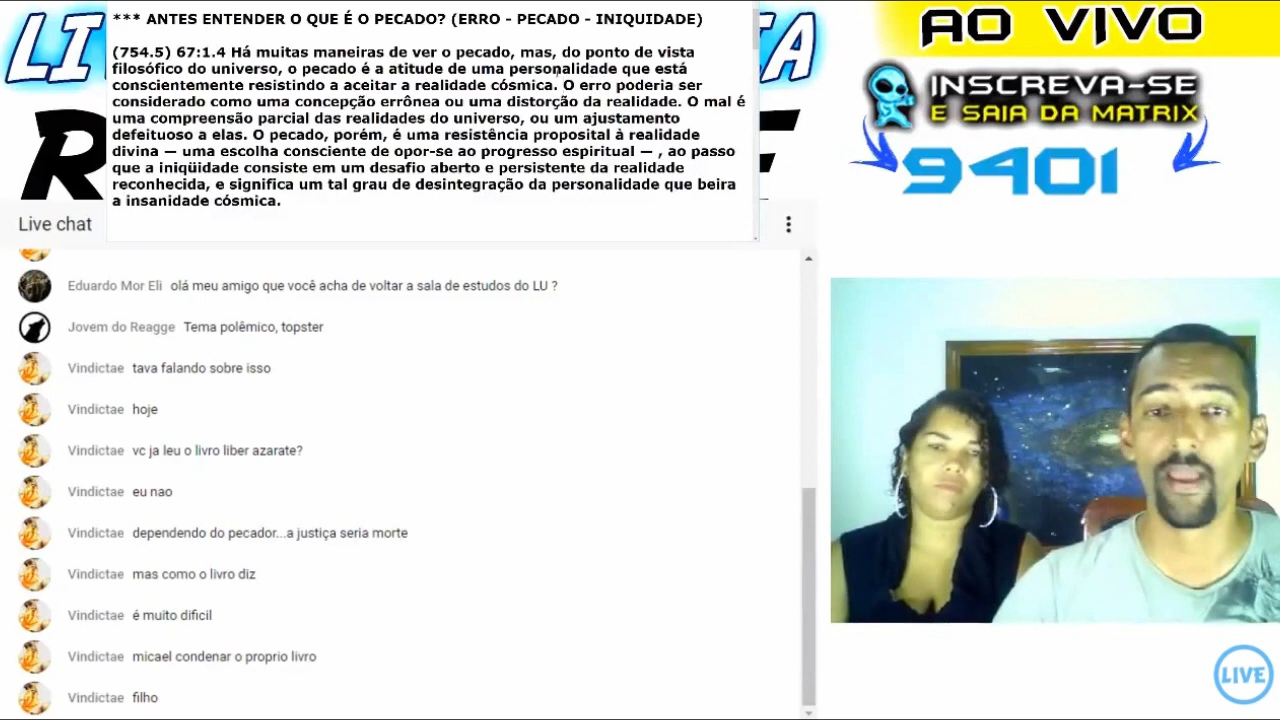 *** ANTES ENTENDER O QUE É O PECADO? (ERRO - PECADO - INIQUIDADE)
(754.5) 67:1.4 Há muitas maneiras de ver o pecado, mas, do ponto de vista
filosófico do universo, o pecado é a atitude de uma personalidade que está
conscientemente resistindo a aceitar a realidade cósmica. O erro poderia ser
considerado como uma concepção errônea ou uma distorção da realidade. O mal é
uma compreensão parcial das realidades do universo, ou um ajustamento
defeituoso a elas. O pecado, porém, é uma resistência proposital à realidade
divina — uma escolha consciente de opor-se ao progresso espiritual — , ao passo
que a iniqüidade consiste em um desafio aberto e persistente da realidade
reconhecida, e significa um tal grau de desintegração da personalidade que beira
a insanidade cósmica.
AO VIVO
INSCREVA-SE
E SAIA DA MATRIX
9401
Live chat
Eduardo Mor Eli olá meu amigo que você acha de voltar a sala de estudos do LU ?
Jovem do Reagge Tema polêmico, topster
Vindictae tava falando sobre isso
Vindictae hoje
Vindictae vc ja leu o livro liber azarate?
Vindictae eu nao
Vindictae dependendo do pecador...a justiça seria morte
Vindictae mas como o livro diz
Vindictae é muito dificil
Vindictae micael condenar o proprio livro
Vindictae filho
LIVE